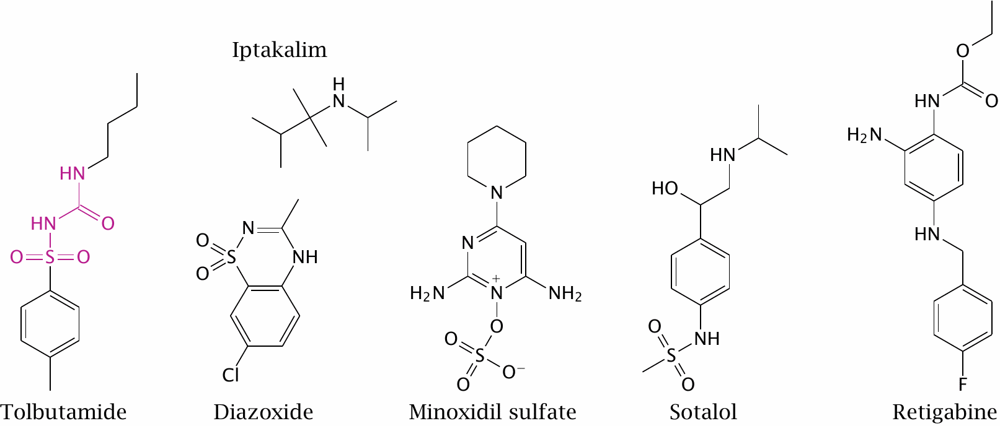 Iptakalim
H
N
HN
HN
O
O
S
O
O
O
S
N
NH
Cl
N
N
N
+
H2N
NH2
O
O
S
O
O−
HO
HN
NH
O
S
O
O
O
HN
H2N
HN
F
Tolbutamide
Diazoxide
Minoxidil sulfate
Sotalol
Retigabine